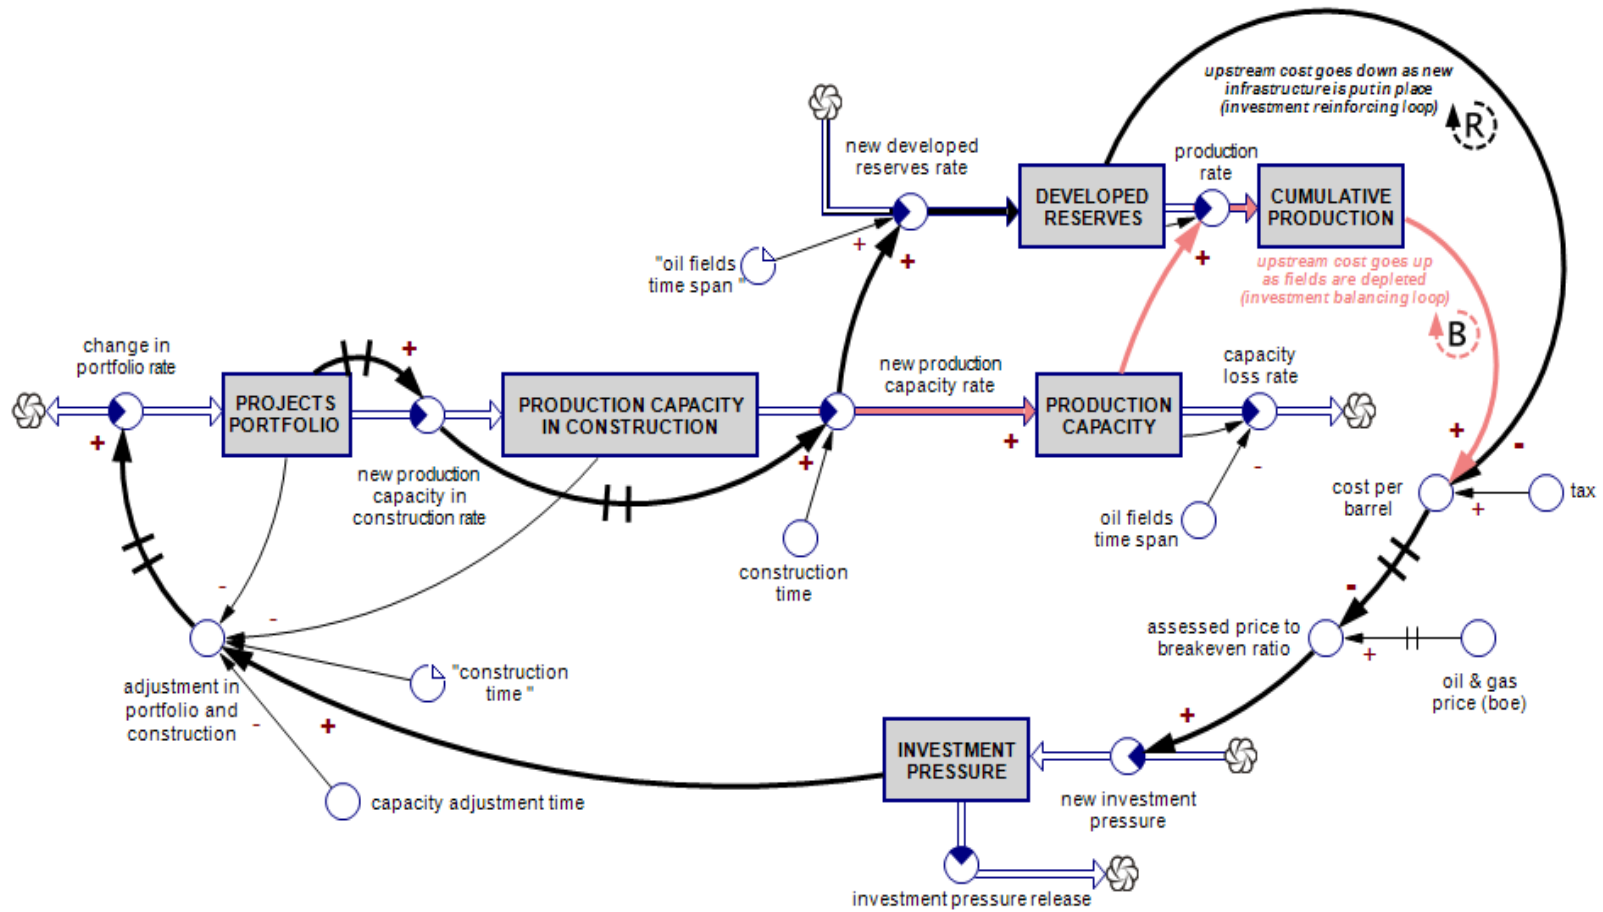 upstream cost goes down as new
infrastructure is put in place
(investment reinforcing loop)
R
new developed
reserves rate
production
rate
DEVELOPED
RESERVES
CUMULATIVE
PRODUCTION
+
+
+
"oil fields
time span "
upstream cost goes up
as fields are depleted
(investment balancing loop)
B
change in
portfolio rate
+
new production
capacity rate
capacity
loss rate
PROJECTS
PORTFOLIO
PRODUCTION CAPACITY
IN CONSTRUCTION
PRODUCTION
CAPACITY
+
+
+
+
-
-
new production
capacity in
construction rate
cost per
barrel
+
tax
oil fields
time span
construction
time
-
-
-
assessed price to
breakeven ratio
+
oil & gas
price (boe)
"construction
time "
adjustment in
portfolio and
construction
-
+
+
INVESTMENT
PRESSURE
new investment
pressure
capacity adjustment time
investment pressure release